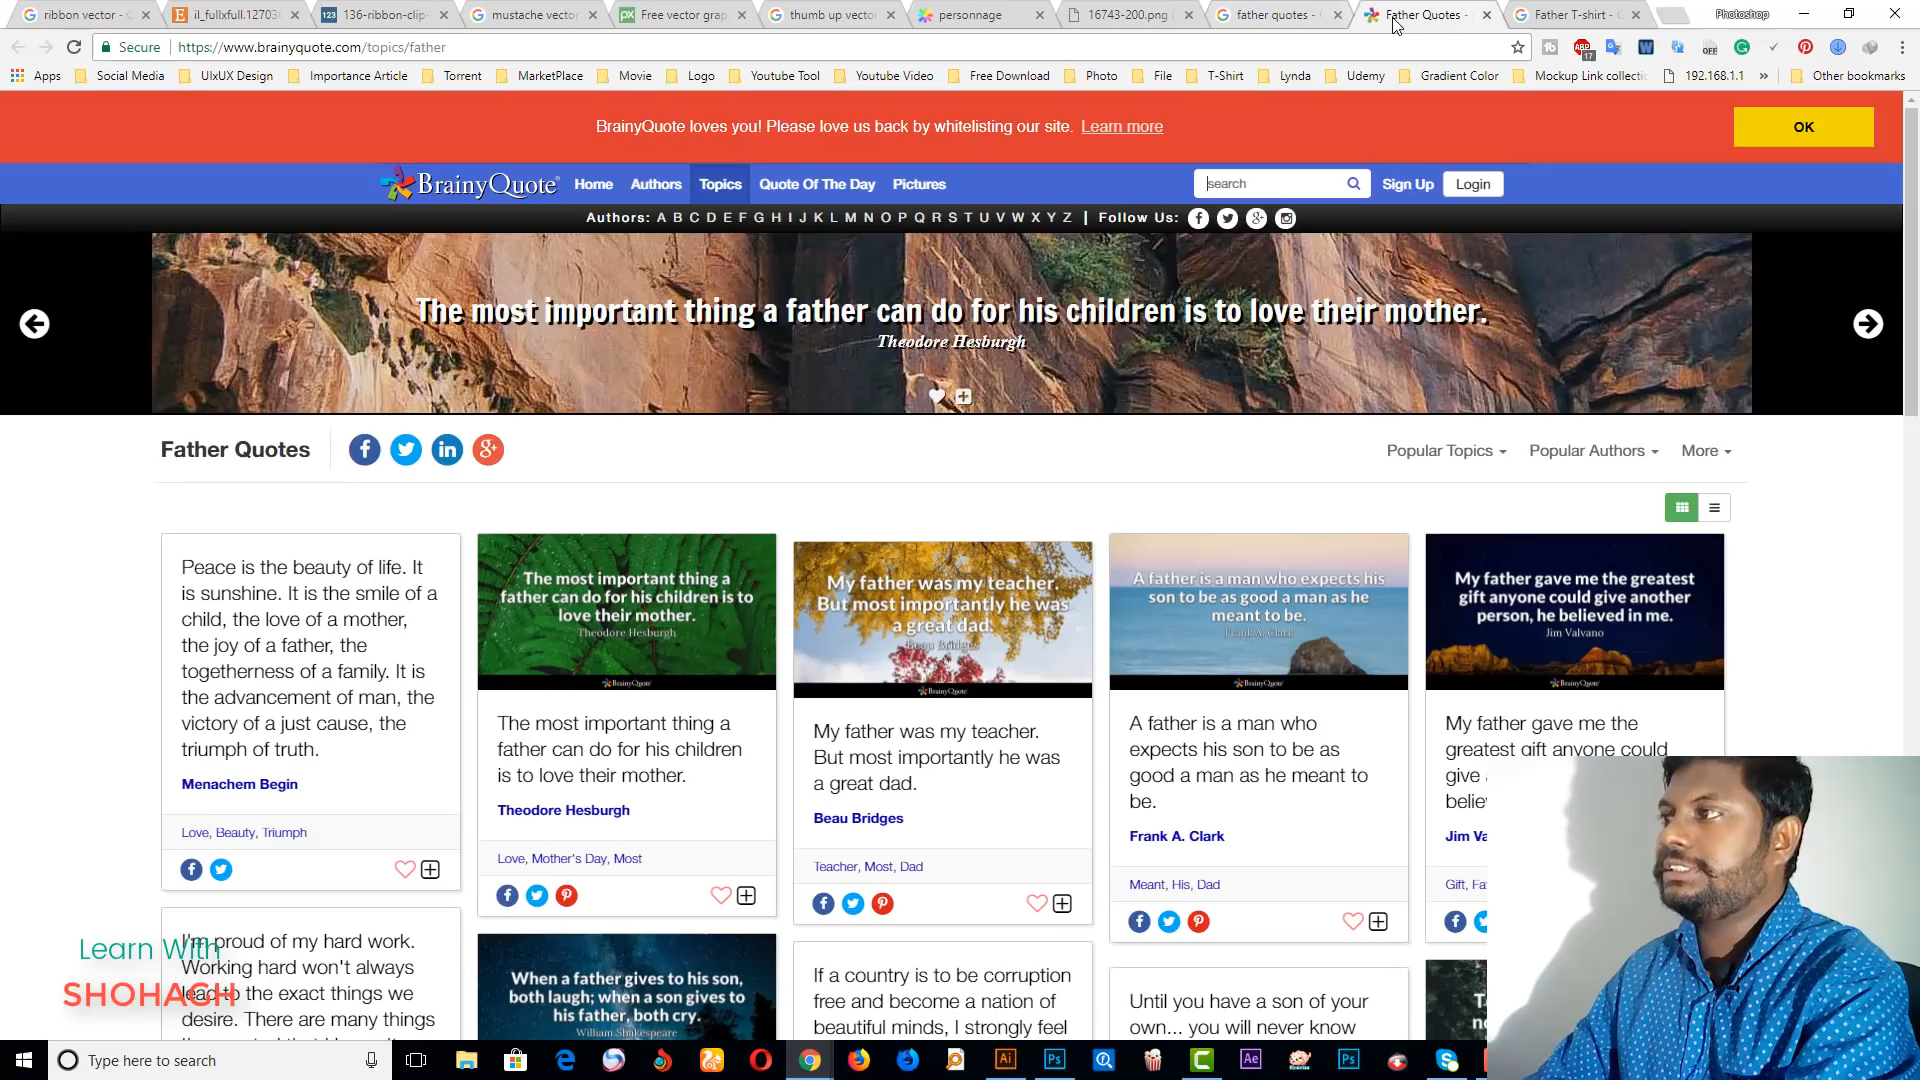 ribbon vector - G
il_fullxfull.12703
136-ribbon-clip-
mustache vector
Free vector grap
thumb up vector
personnage
16743-200.png (
father quotes - G
Father Quotes -
Father T-shirt - G
Photoshop
Secure
https://www.brainyquote.com/topics/father
Apps
Social Media
UIxUX Design
Importance Article
Torrent
MarketPlace
Movie
Logo
Youtube Tool
Youtube Video
Free Download
Photo
File
T-Shirt
Lynda
Udemy
Gradient Color
Mockup Link collecti
192.168.1.1
»
Other bookmarks
BrainyQuote loves you! Please love us back by whitelisting our site. Learn more
OK
BrainyQuote
Home
Authors
Topics
Quote Of The Day
Pictures
search
Sign Up
Login
Authors: A B C D E F G H I J K L M N O P Q R S T U V W X Y Z | Follow Us:
The most important thing a father can do for his children is to love their mother.
Theodore Hesburgh
Father Quotes
Popular Topics
Popular Authors
More
Peace is the beauty of life. It
is sunshine. It is the smile of a
child, the love of a mother,
the joy of a father, the
togetherness of a family. It is
the advancement of man, the
victory of a just cause, the
triumph of truth.
Menachem Begin
Love, Beauty, Triumph
The most important thing a
father can do for his children is to
love their mother.
Theodore Hesburgh
BrainyQuote
The most important thing a
father can do for his children
is to love their mother.
Theodore Hesburgh
Love, Mother's Day, Most
My father was my teacher.
But most importantly he was
a great dad.
Beau Bridges
BrainyQuote
My father was my teacher.
But most importantly he was
a great dad.
Beau Bridges
Teacher, Most, Dad
A father is a man who expects his
son to be as good a man as he
meant to be.
Frank A. Clark
BrainyQuote
A father is a man who
expects his son to be as
good a man as he meant to
be.
Frank A. Clark
Meant, His, Dad
My father gave me the greatest
gift anyone could give another
person, he believed in me.
Jim Valvano
BrainyQuote
My father gave me the
greatest gift anyone could
give
belie
Jim Va
Gift, Fa
I'm proud of my hard work.
Working hard won't always
lead to the exact things we
desire. There are many things
When a father gives to his son,
both laugh; when a son gives to
his father, both cry.
William Shakespeare
If a country is to be corruption
free and become a nation of
beautiful minds, I strongly feel
Until you have a son of your
own... you will never know
Learn With
SHOHAGH
Type here to search